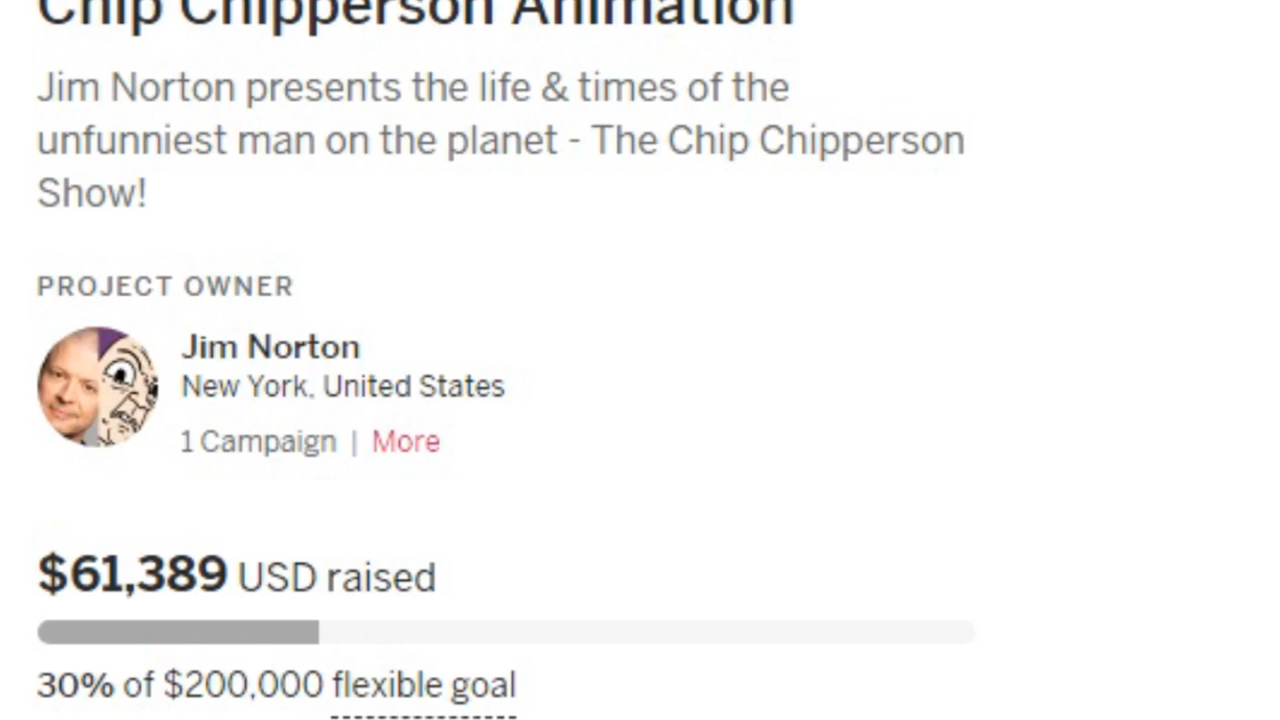 Chip Chipperson Animation
Jim Norton presents the life & times of the
unfunniest man on the planet - The Chip Chipperson
Show!
PROJECT OWNER
Jim Norton
New York, United States
1 Campaign | More
$61,389 USD raised
30% of $200,000 flexible goal